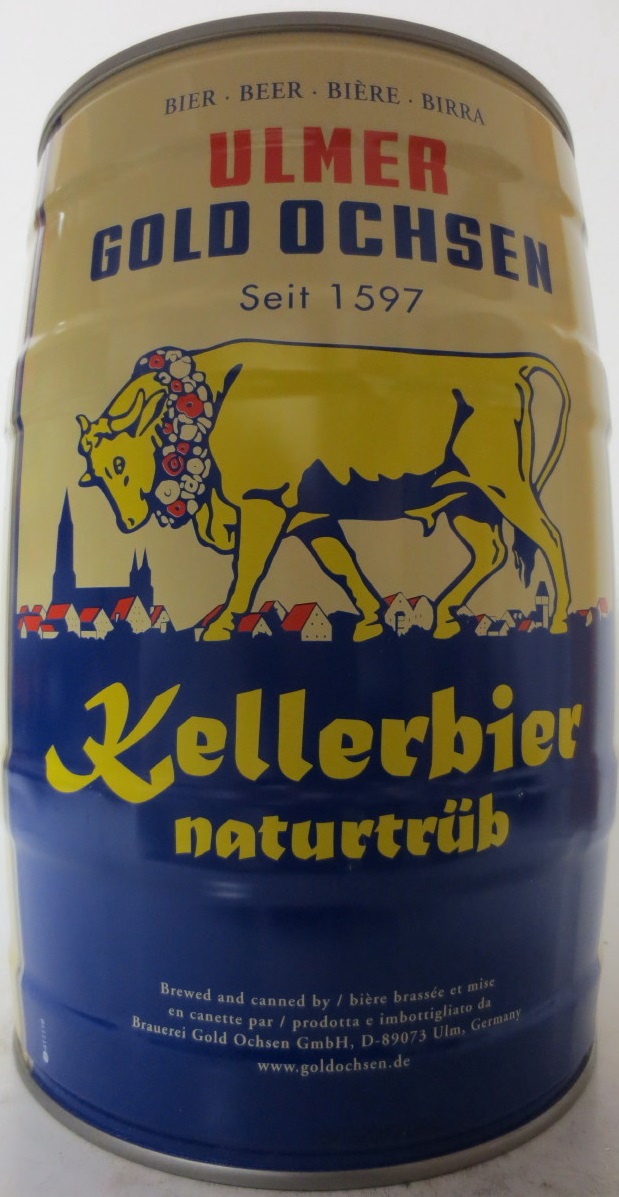 BIER · BEER · BIÈRE · BIRRA
ULMER
GOLD OCHSEN
Seit 1597
Kellerbier
naturtrüb
Brewed and canned by / bière brassée et mise
en canette par / prodotta e imbottigliato da
Brauerei Gold Ochsen GmbH, D-89073 Ulm, Germany
www.goldochsen.de